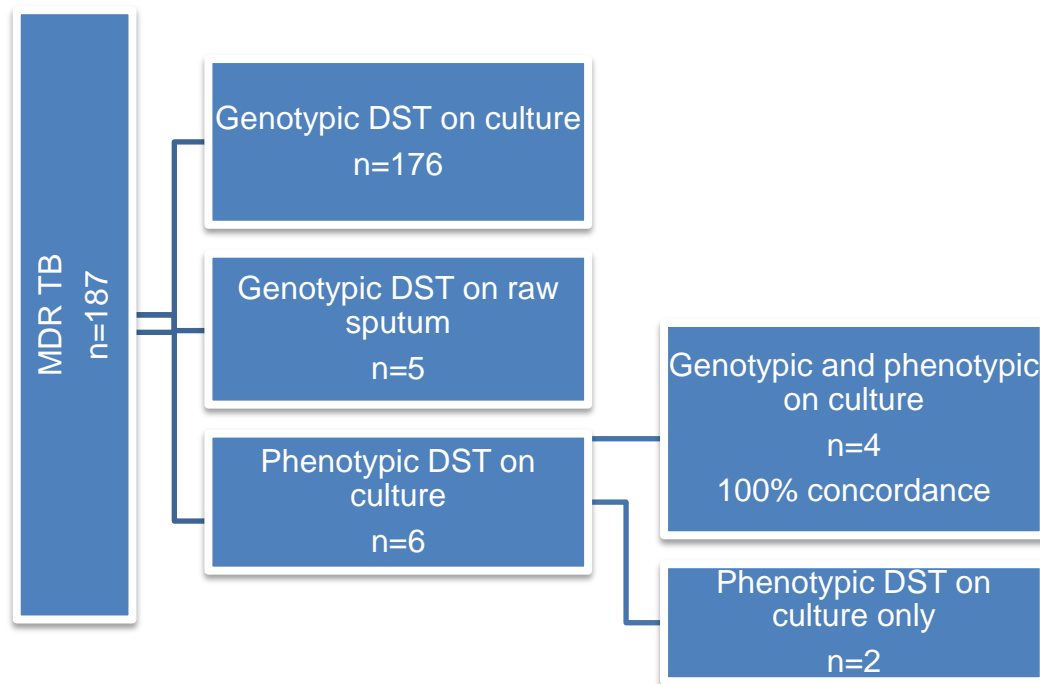 MDR TB
n=187
Genotypic DST on culture
n=176
Genotypic DST on raw
sputum
n=5
Phenotypic DST on
culture
n=6
Genotypic and phenotypic
on culture
n=4
100% concordance
Phenotypic DST on
culture only
n=2